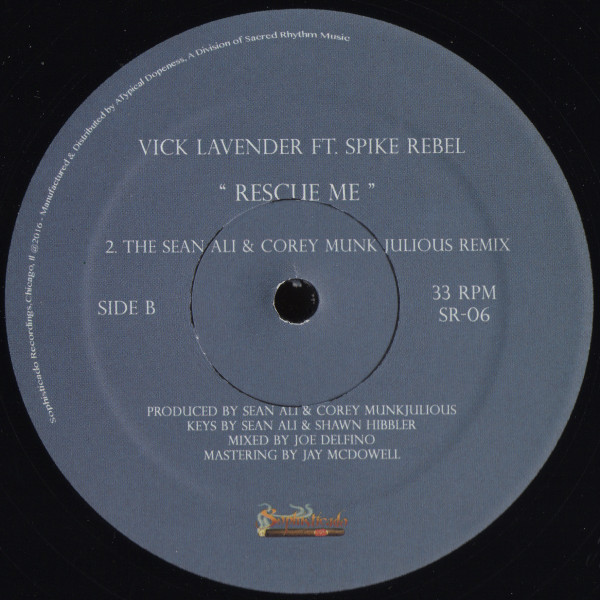 Sophisticado Recordings,Chicago, Il @2016 - Manufactured & Distributed by ATypical Dopeness, A Division of Sacred Rhythm Music
VICK LAVENDER FT. SPIKE REBEL
“ RESCUE ME ”
2. THE SEAN ALI & COREY MUNK JULIOUS REMIX
SIDE B
33 RPM
SR-06
PRODUCED BY SEAN ALI & COREY MUNKJULIOUS
KEYS BY SEAN ALI & SHAWN HIBBLER
MIXED BY JOE DELFINO
MASTERING BY JAY MCDOWELL
Sophisticado